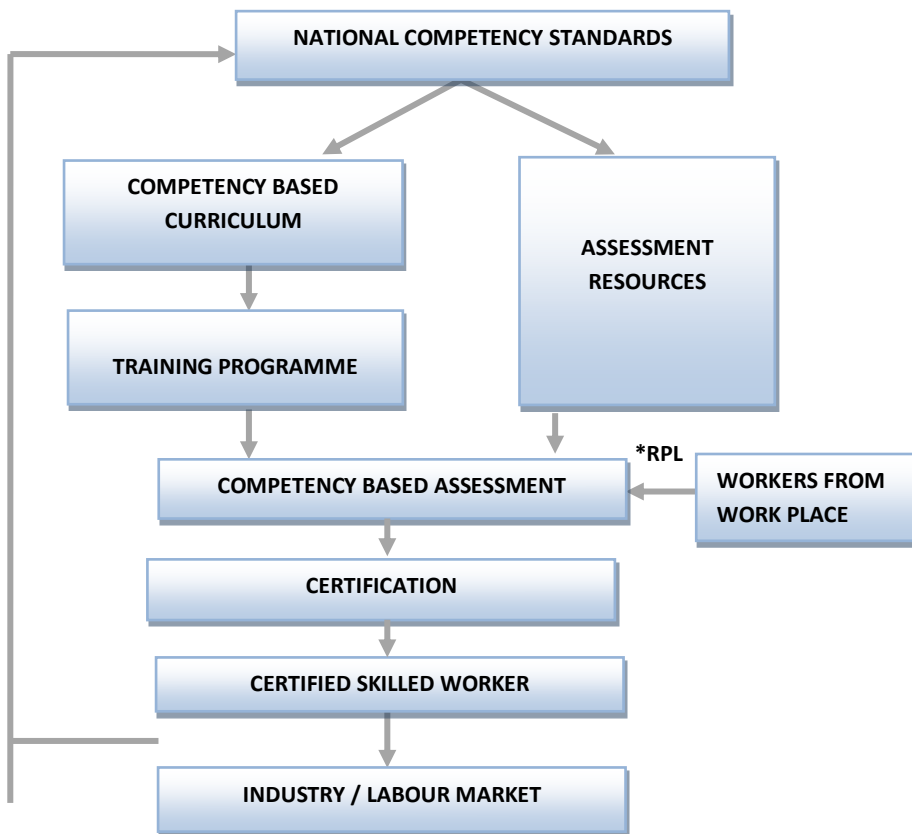 NATIONAL COMPETENCY STANDARDS
COMPETENCY BASED
CURRICULUM
ASSESSMENT
RESOURCES
TRAINING PROGRAMME
*RPL
COMPETENCY BASED ASSESSMENT
WORKERS FROM
WORK PLACE
CERTIFICATION
CERTIFIED SKILLED WORKER
INDUSTRY / LABOUR MARKET